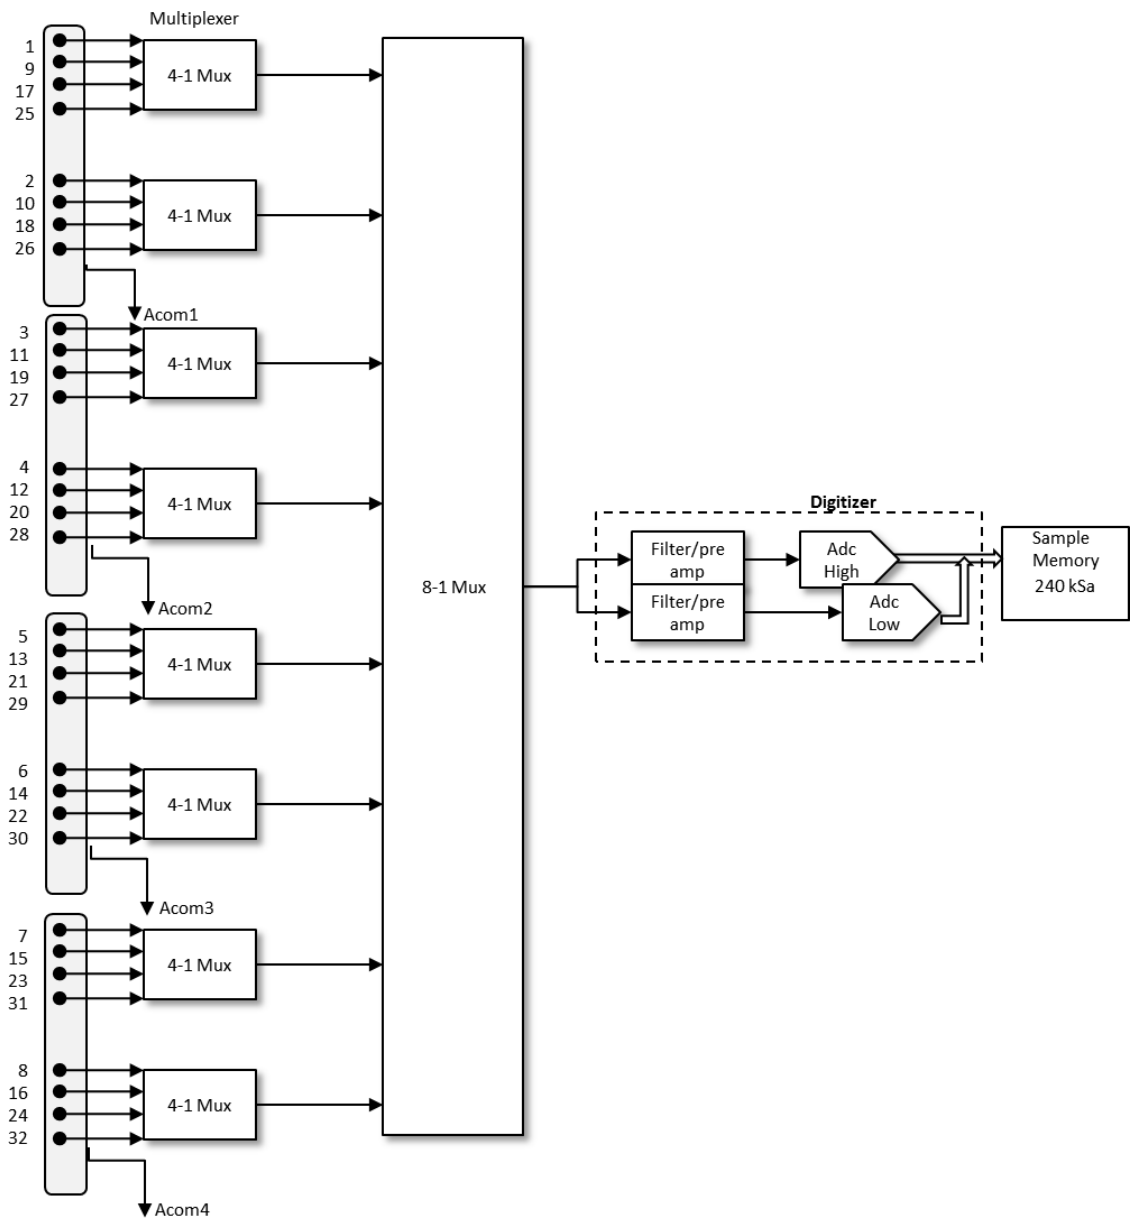 Multiplexer
1
9
17
25
4-1 Mux
2
10
18
26
4-1 Mux
Acom1
3
11
19
27
4-1 Mux
4
12
20
28
4-1 Mux
Acom2
5
13
21
29
4-1 Mux
6
14
22
30
4-1 Mux
Acom3
7
15
23
31
4-1 Mux
8
16
24
32
4-1 Mux
Acom4
8-1 Mux
Digitizer
Filter/pre
amp
Adc
High
Filter/pre
amp
Adc
Low
Sample
Memory
240 kSa